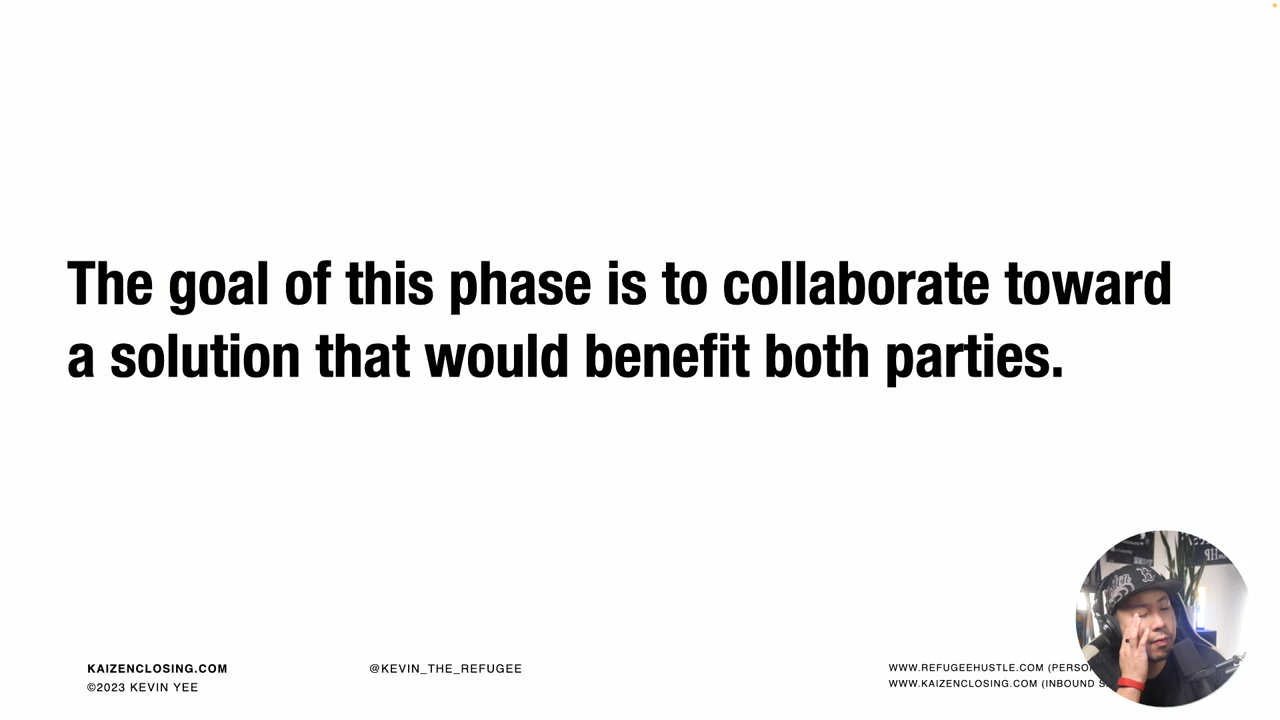 The goal of this phase is to collaborate toward
a solution that would benefit both parties.
KAIZENCLOSING.COM
©2023 KEVIN YEE
@KEVIN_THE_REFUGEE
WWW.REFUGEEHUSTLE.COM
WWW.KAIZENCLOSING.COM (INBOUND